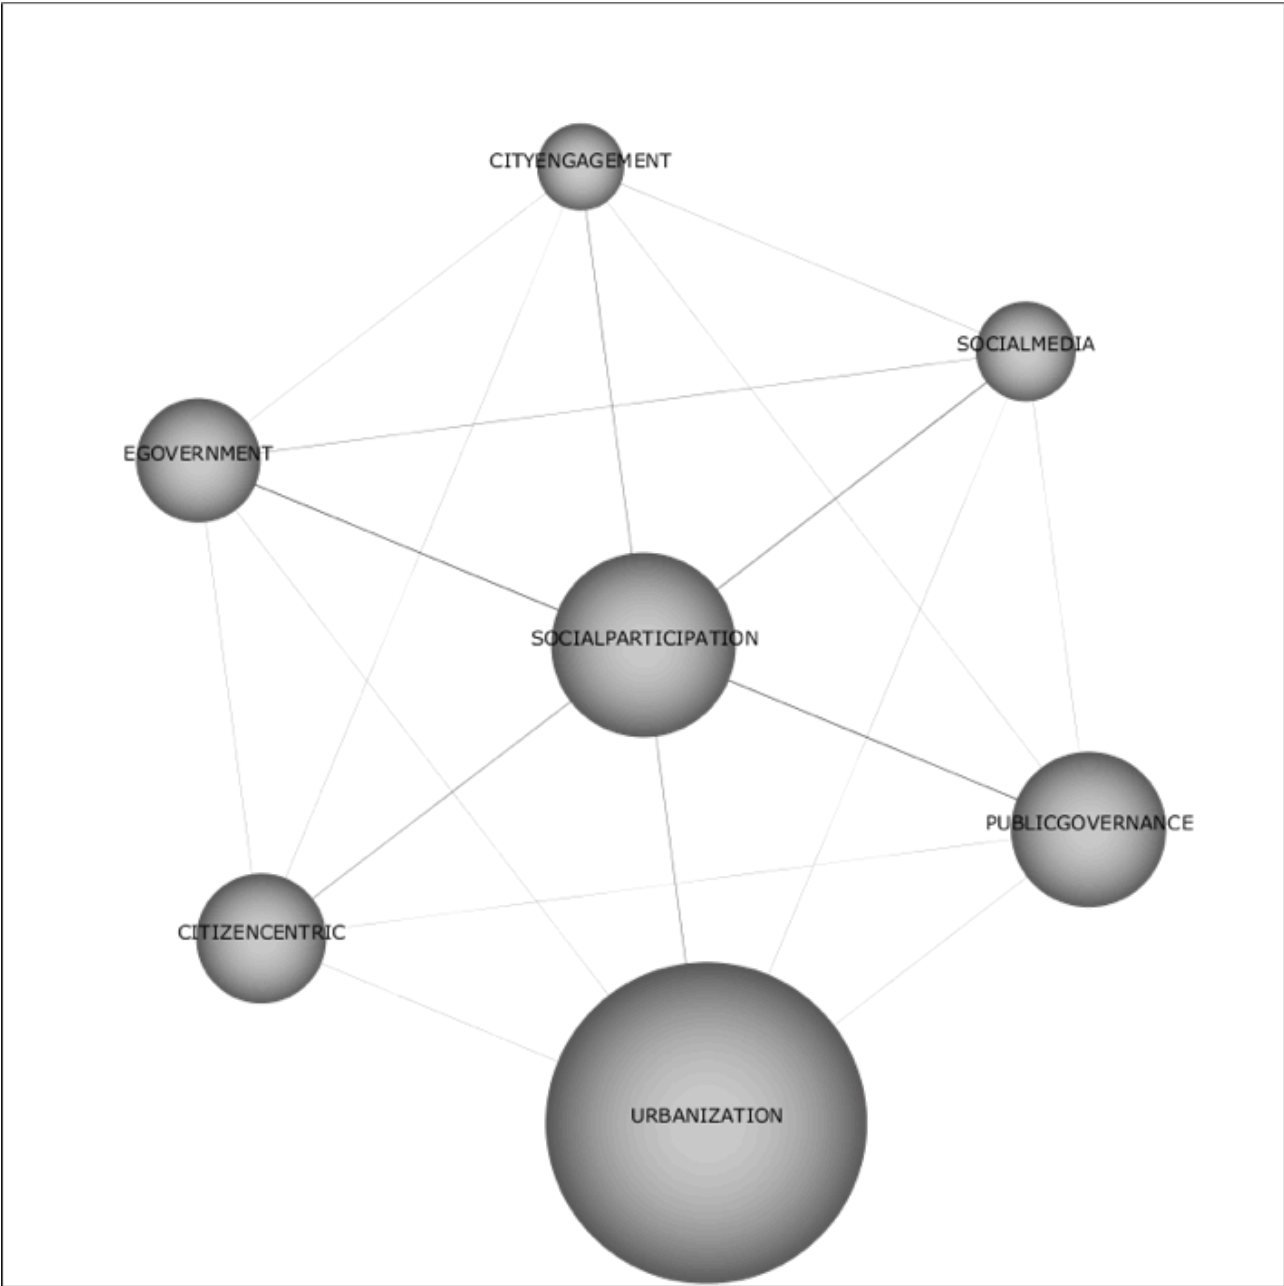 CITYENGAGEMENT
SOCIALMEDIA
EGOVERNMENT
SOCIALPARTICIPATION
PUBLICGOVERNANCE
CITIZENCENTRIC
URBANIZATION